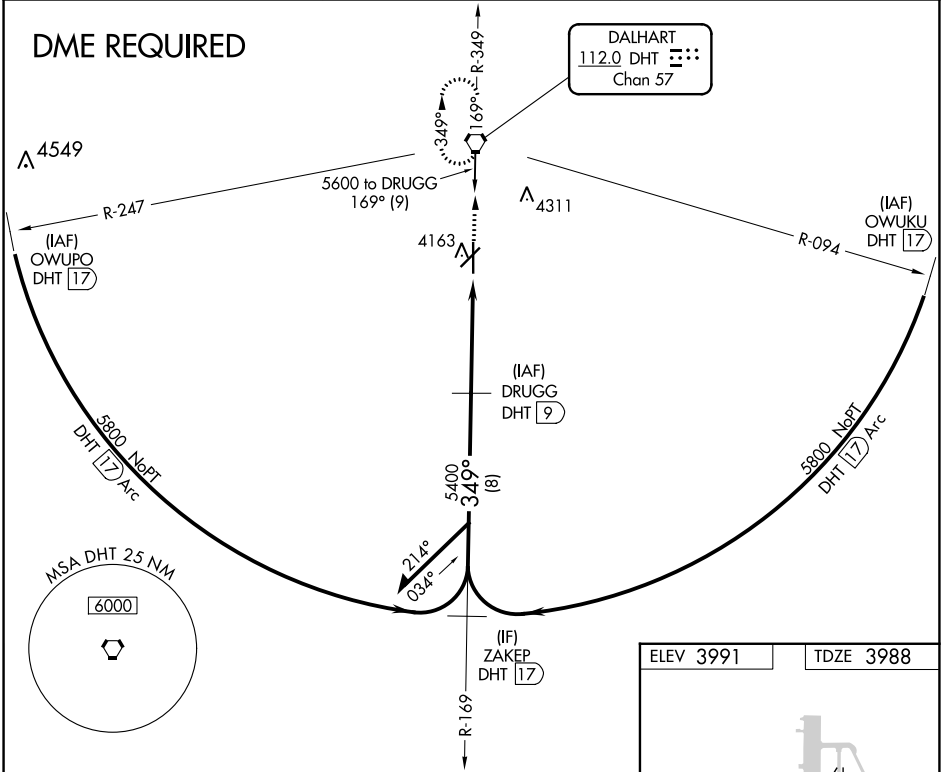 DME REQUIRED
DALHART
112.0 DHT
Chan 57
R-349
349°
169°
4549
5600 to DRUGG
169° (9)
4311
R-247
(IAF)
OWUPO
DHT 17
4163
R-094
(IAF)
OWUKU
DHT 17
(IAF)
DRUGG
DHT 9
5800 NoPT
DHT 17 Arc
5400
349°
(8)
5800 NoPT
DHT 17 Arc
214°
034°
MSA DHT 25 NM
6000
(IF)
ZAKEP
DHT 17
R-169
ELEV 3991
TDZE 3988